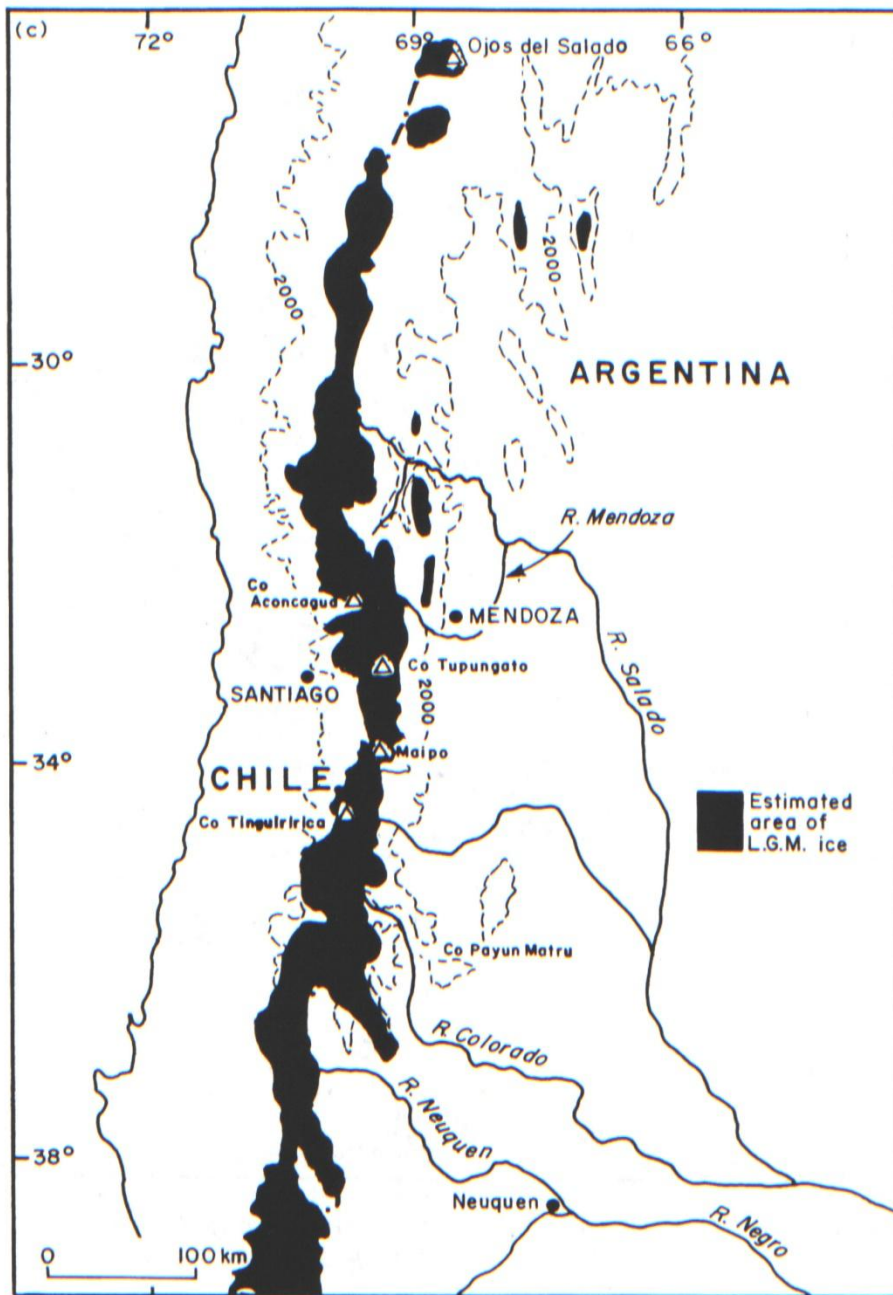 (c)
72°
69°
66°
Ojos del Salado
2000
2000
30°
ARGENTINA
R. Mendoza
Co
Aconcagua
MENDOZA
Co Tupungato
R. Salado
SANTIAGO
2000
34°
Maipo
CHILE
Co Tinguiririca
Estimated
area of
L.G.M. ice
Co Payun Matru
R. Colorado
R. Neuquen
38°
Neuquen
R. Negro
0 100 km